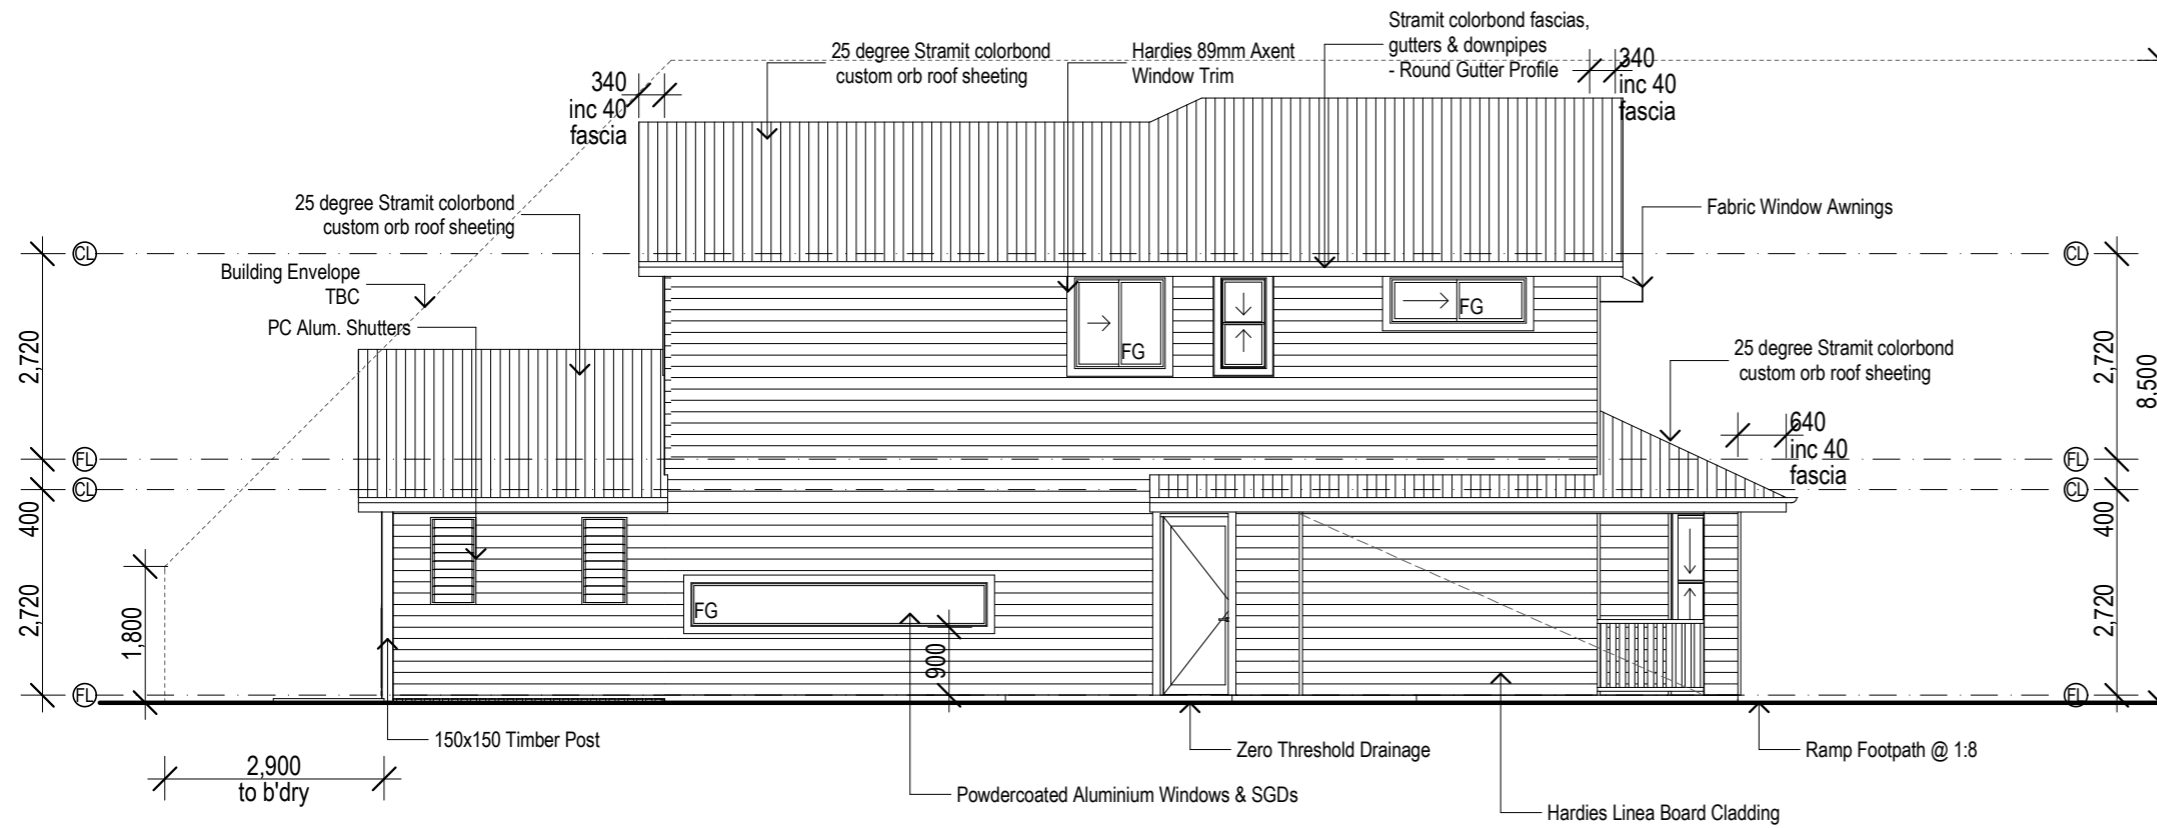 Stramit colorbond fascias,
gutters & downpipes
- Round Gutter Profile
25 degree Stramit colorbond
custom orb roof sheeting
Hardies 89mm Axent
Window Trim
340
inc 40
fascia
340
inc 40
fascia
25 degree Stramit colorbond
custom orb roof sheeting
Fabric Window Awnings
CL
CL
Building Envelope
TBC
PC Alum. Shutters
FG
FG
25 degree Stramit colorbond
custom orb roof sheeting
2,720
2,720
8.500
640
inc 40
fascia
FL
FL
CL
CL
400
400
2,720
1,800
FG
900
2,720
FL
FL
150x150 Timber Post
Zero Threshold Drainage
Ramp Footpath @ 1:8
2,900
to b'dry
Powdercoated Aluminium Windows & SGDs
Hardies Linea Board Cladding